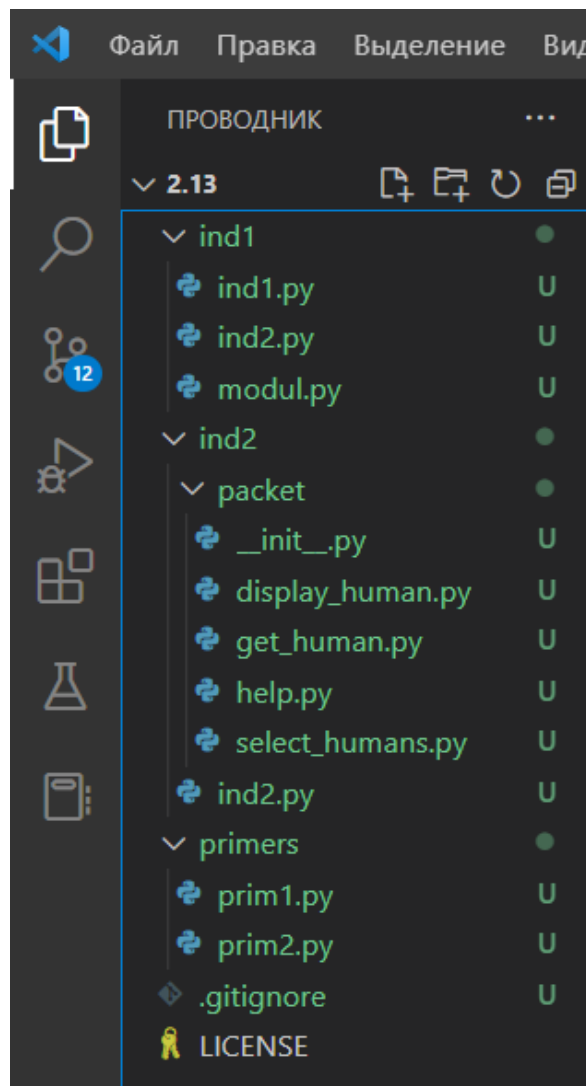 Файл Правка Выделение Вид
ПРОВОДНИК ...
2.13
ind1
ind1.py U
ind2.py U
modul.py U
12
ind2
packet
__init__.py U
display_human.py U
get_human.py U
help.py U
select_humans.py U
ind2.py U
primers
prim1.py U
prim2.py U
.gitignore U
LICENSE